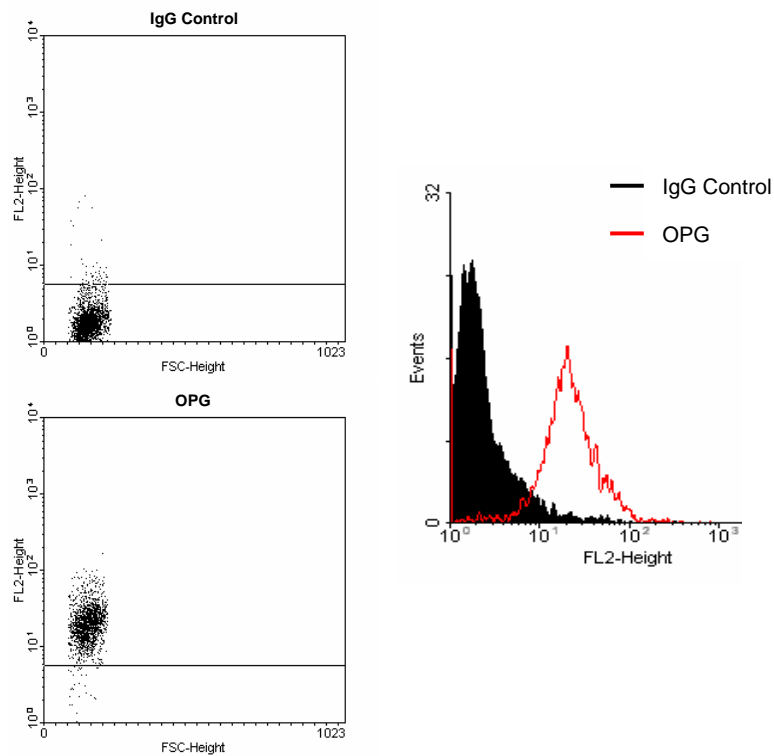 IgG Control
10⁴
10³
10²
10¹
10⁰
FL2-Height
0
1023
FSC-Height
OPG
10⁴
10³
10²
10¹
10⁰
FL2-Height
0
1023
FSC-Height
IgG Control
OPG
32
Events
0
10⁰
10¹
10²
10³
FL2-Height